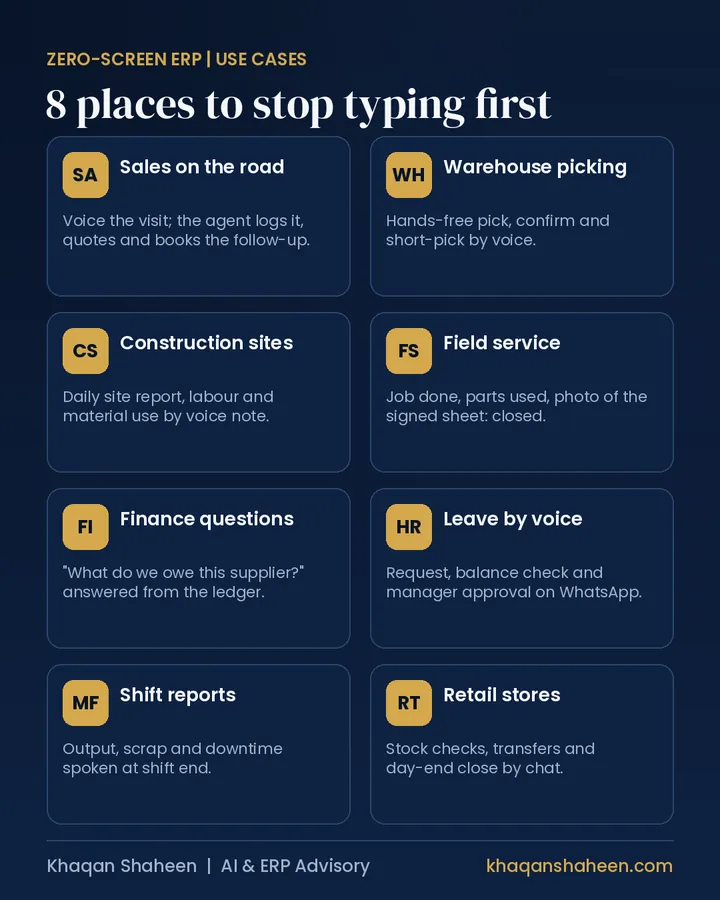 ZERO-SCREEN ERP | USE CASES
8 places to stop typing first
SA
Sales on the road
Voice the visit; the agent logs it,
quotes and books the follow-up.
WH
Warehouse picking
Hands-free pick, confirm and
short-pick by voice.
CS
Construction sites
Daily site report, labour and
material use by voice note.
FS
Field service
Job done, parts used, photo of the
signed sheet: closed.
FI
Finance questions
"What do we owe this supplier?"
answered from the ledger.
HR
Leave by voice
Request, balance check and
manager approval on WhatsApp.
MF
Shift reports
Output, scrap and downtime
spoken at shift end.
RT
Retail stores
Stock checks, transfers and
day-end close by chat.
Khaqan Shaheen | AI & ERP Advisory
khaqanshaheen.com